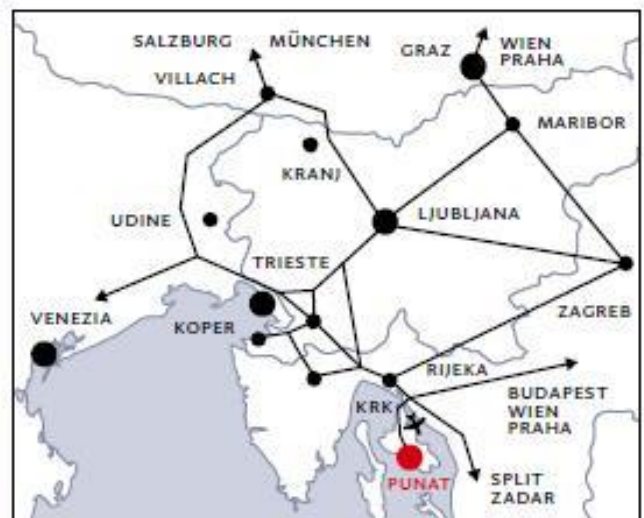 SALZBURG MÜNCHEN
VILLACH
GRAZ
WIEN
PRAHA
MARIBOR
KRANJ
UDINE
LJUBLJANA
TRIESTE
VENEZIA
KOPER
ZAGREB
RIJEKA
KRK
BUDAPEST
WIEN
PRAHA
PUNAT
SPLIT
ZADAR